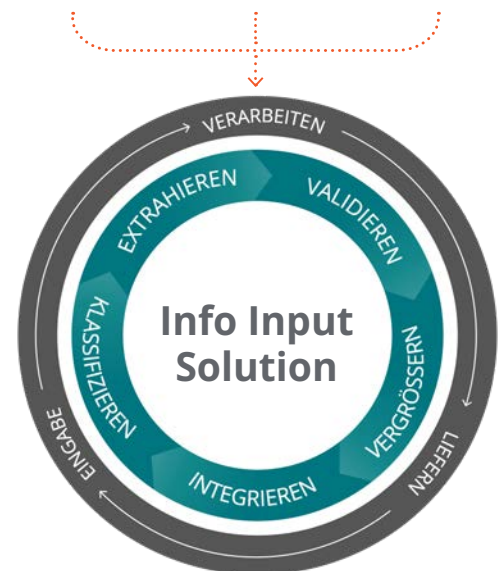 VERARBEITEN
EXTRAHIEREN
VALIDIEREN
Info Input
Solution
KLASSIFIZIEREN
VERGRÖSSERN
EINGABE
INTEGRIEREN
LIEFERN